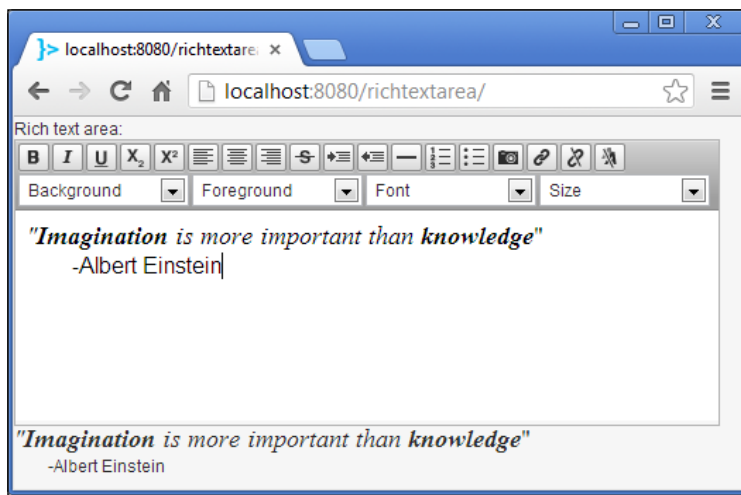 }> localhost:8080/richtextare
localhost:8080/richtextarea/
Rich text area:
B I U X₂ X² S
Background Foreground Font Size
"Imagination is more important than knowledge"
-Albert Einstein
"Imagination is more important than knowledge"
-Albert Einstein